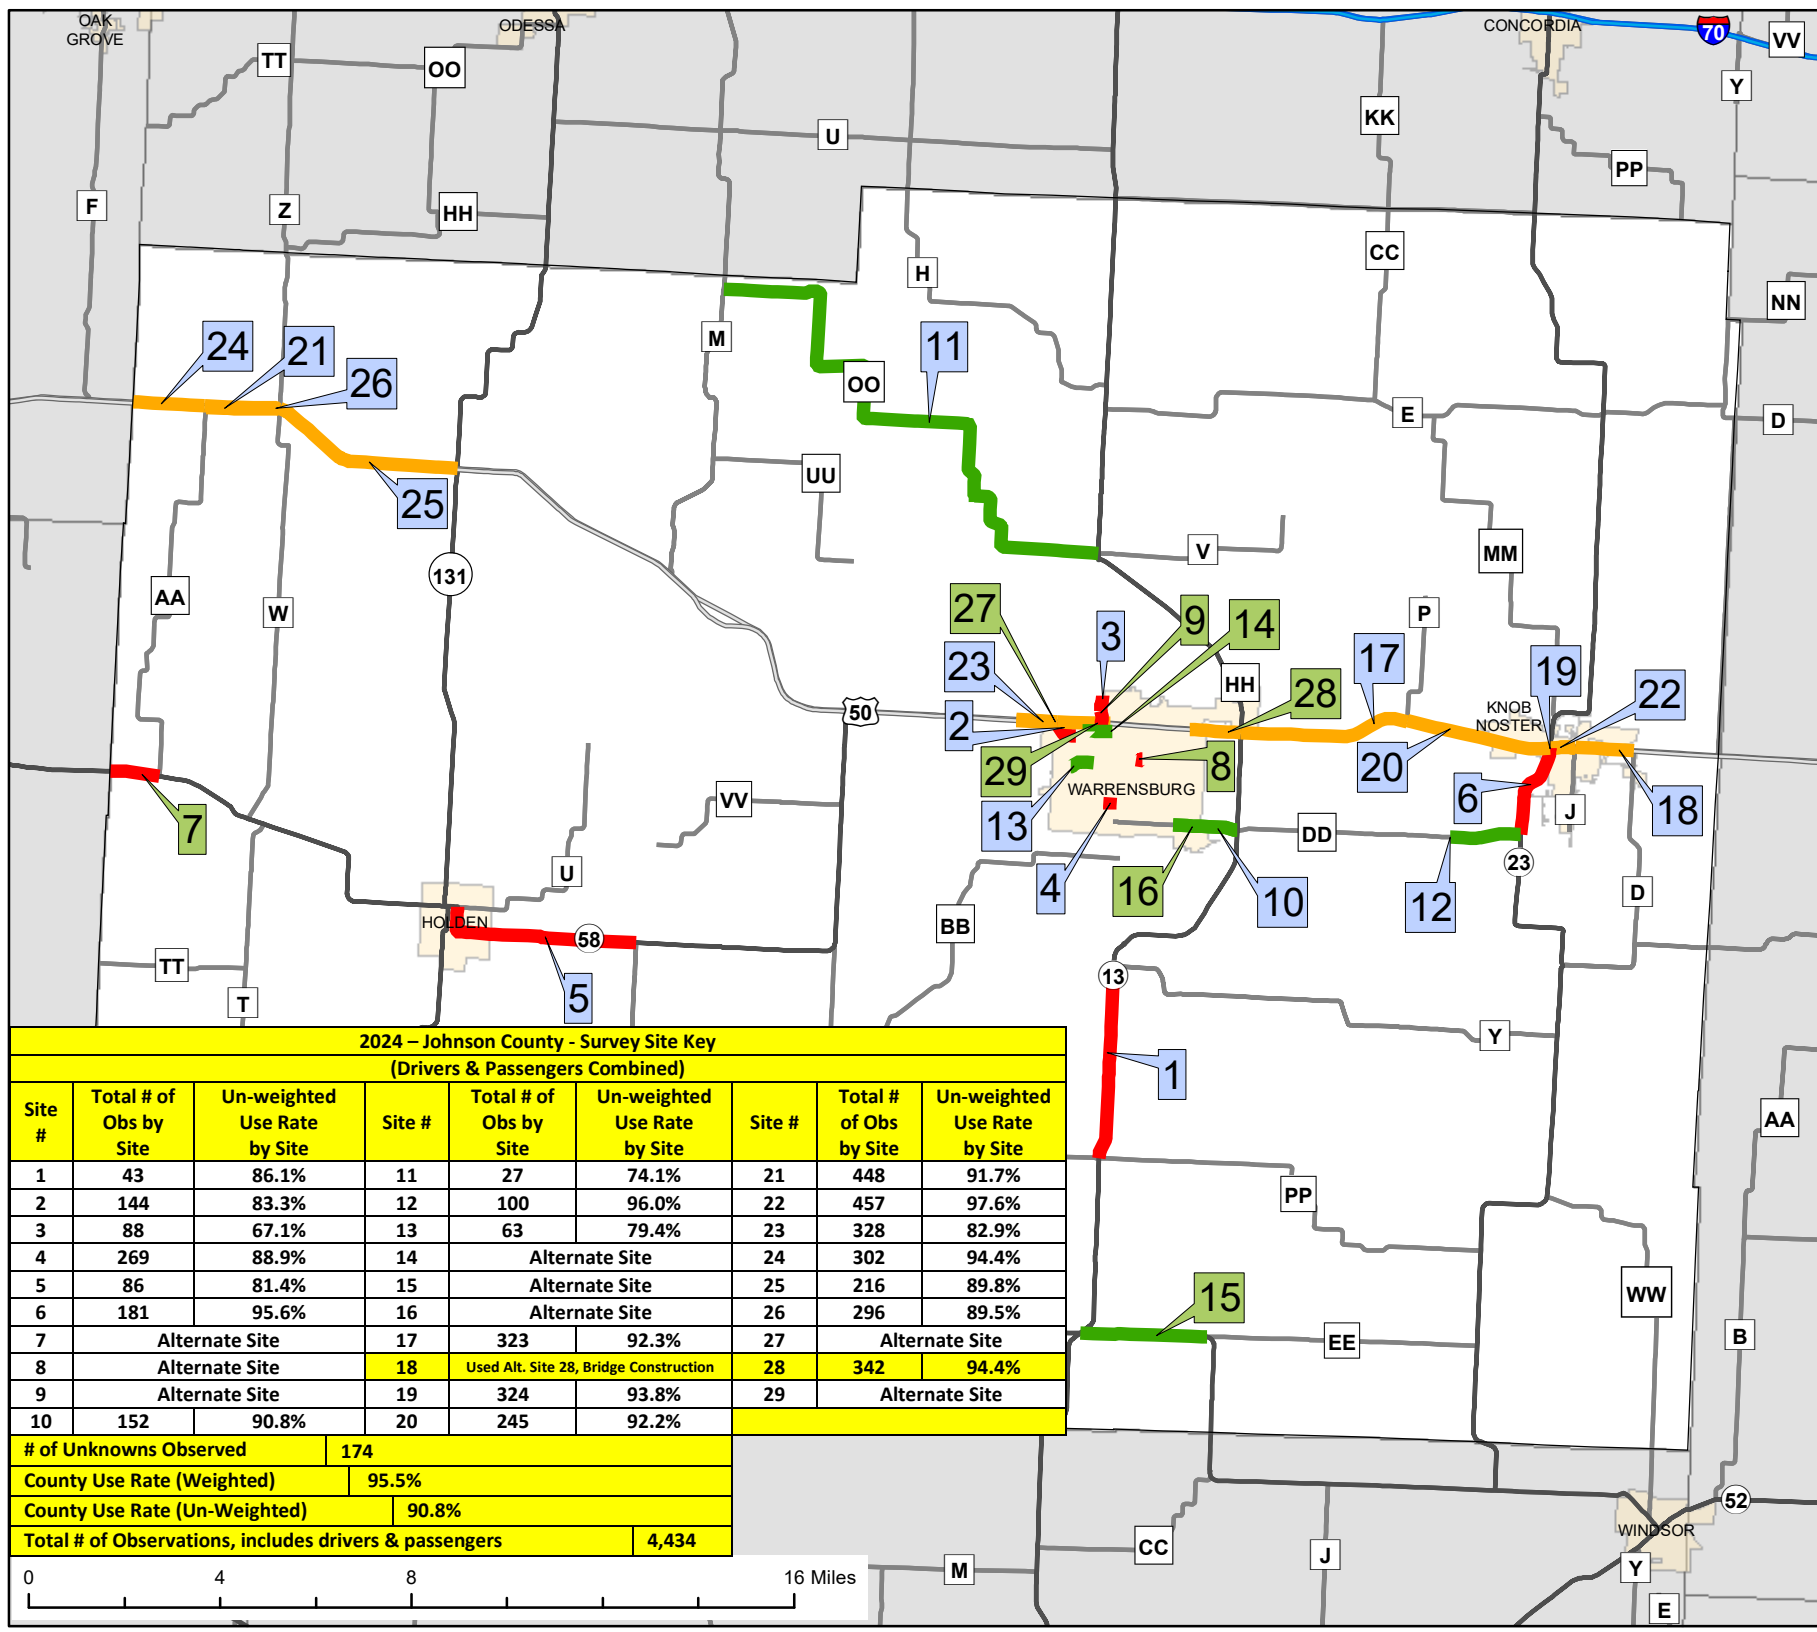 OAK
GROVE
ODESSA
CONCORDIA
70
VV
TT
OO
Y
KK
U
PP
F
Z
HH
CC
H
NN
M
24
21
26
11
OO
E
D
25
UU
V
MM
131
AA
W
27
9
14
3
P
23
HH
17
19
22
28
50
2
KNOB
NOSTER
29
8
20
6
18
WARRENSBURG
7
VV
13
DD
J
23
U
4
16
10
12
D
HOLDEN
58
BB
TT
13
T
5
Y
1
AA
PP
WW
15
EE
B
2024 – Johnson County - Survey Site Key
(Drivers & Passengers Combined)
Site # Total # of Obs by Site Un-weighted Use Rate by Site Site # Total # of Obs by Site Un-weighted Use Rate by Site Site # Total # of Obs by Site Un-weighted Use Rate by Site
1 43 86.1% 11 27 74.1% 21 448 91.7%
2 144 83.3% 12 100 96.0% 22 457 97.6%
3 88 67.1% 13 63 79.4% 23 328 82.9%
4 269 88.9% 14 Alternate Site 24 302 94.4%
5 86 81.4% 15 Alternate Site 25 216 89.8%
6 181 95.6% 16 Alternate Site 26 296 89.5%
7 Alternate Site 17 323 92.3% 27 Alternate Site
8 Alternate Site 18 Used Alt. Site 28, Bridge Construction 28 342 94.4%
9 Alternate Site 19 324 93.8% 29 Alternate Site
10 152 90.8% 20 245 92.2%
# of Unknowns Observed 174
County Use Rate (Weighted) 95.5%
County Use Rate (Un-Weighted) 90.8%
Total # of Observations, includes drivers & passengers 4,434
52
WINDSOR
CC
J
M
Y
E
0 4 8 16 Miles